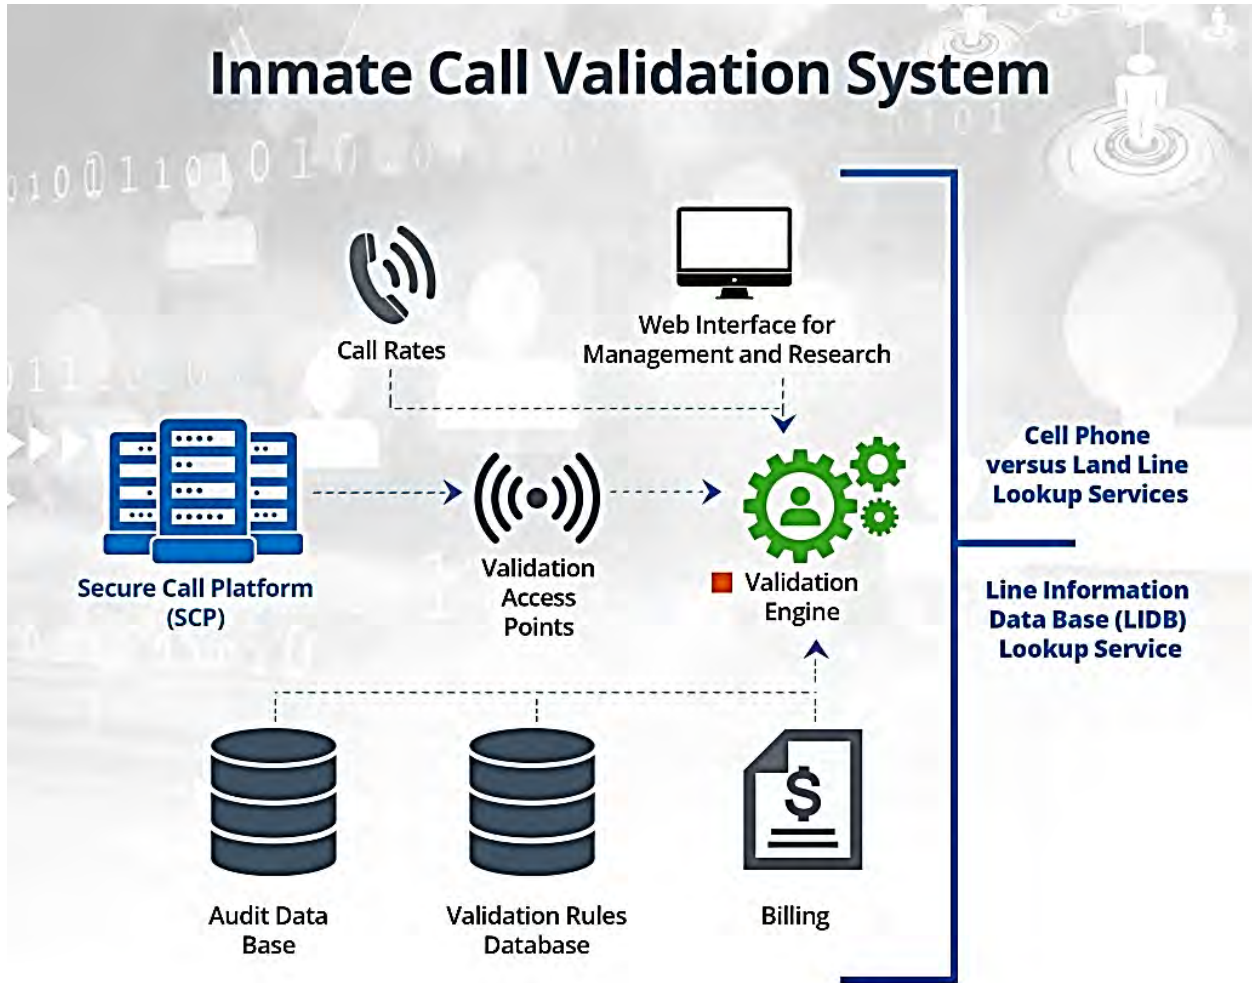 Inmate Call Validation System
Call Rates
Web Interface for
Management and Research
Secure Call Platform
(SCP)
Validation
Access
Points
Validation
Engine
Cell Phone
versus Land Line
Lookup Services
Line Information
Data Base (LIDB)
Lookup Service
$
Audit Data
Base
Validation Rules
Database
Billing